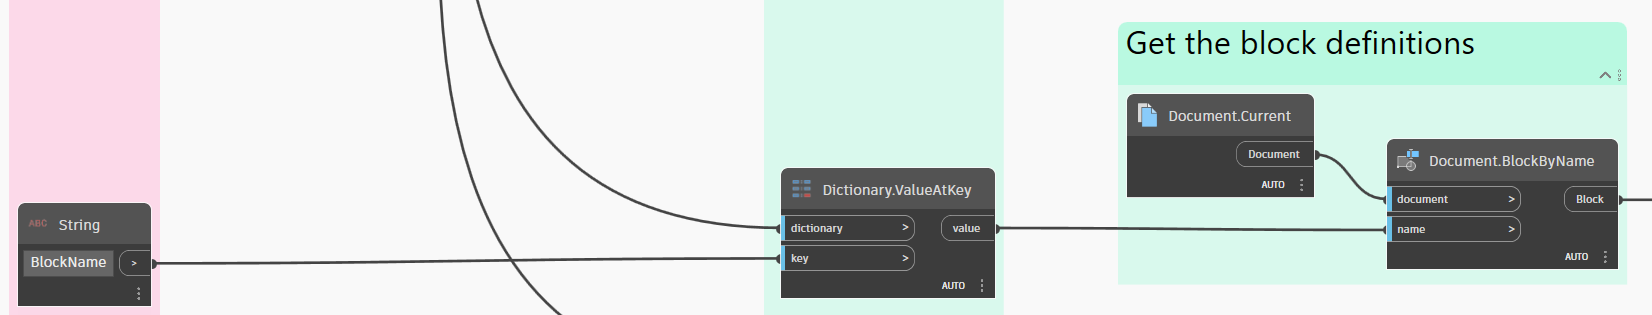 Get the block definitions
Document.Current
Document
AUTO
Document.BlockByName
document >
Block
name >
AUTO
Dictionary.ValueAtKey
dictionary >
value
key >
AUTO
ABC String
BlockName >